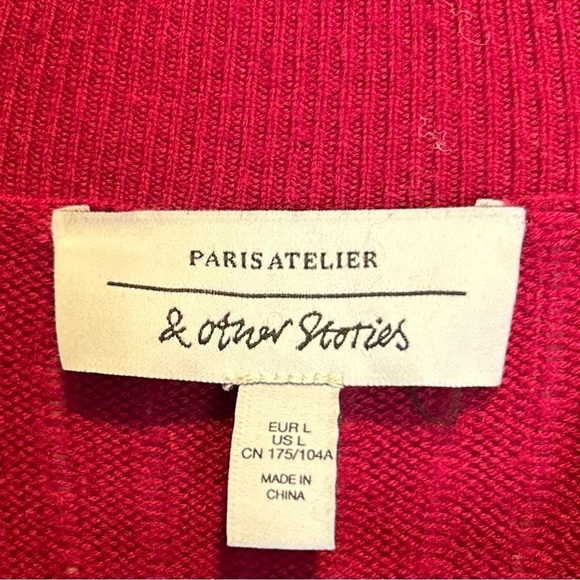 PARIS ATELIER
& Other Stories
EUR L
US L
CN 175/104A
MADE IN
CHINA